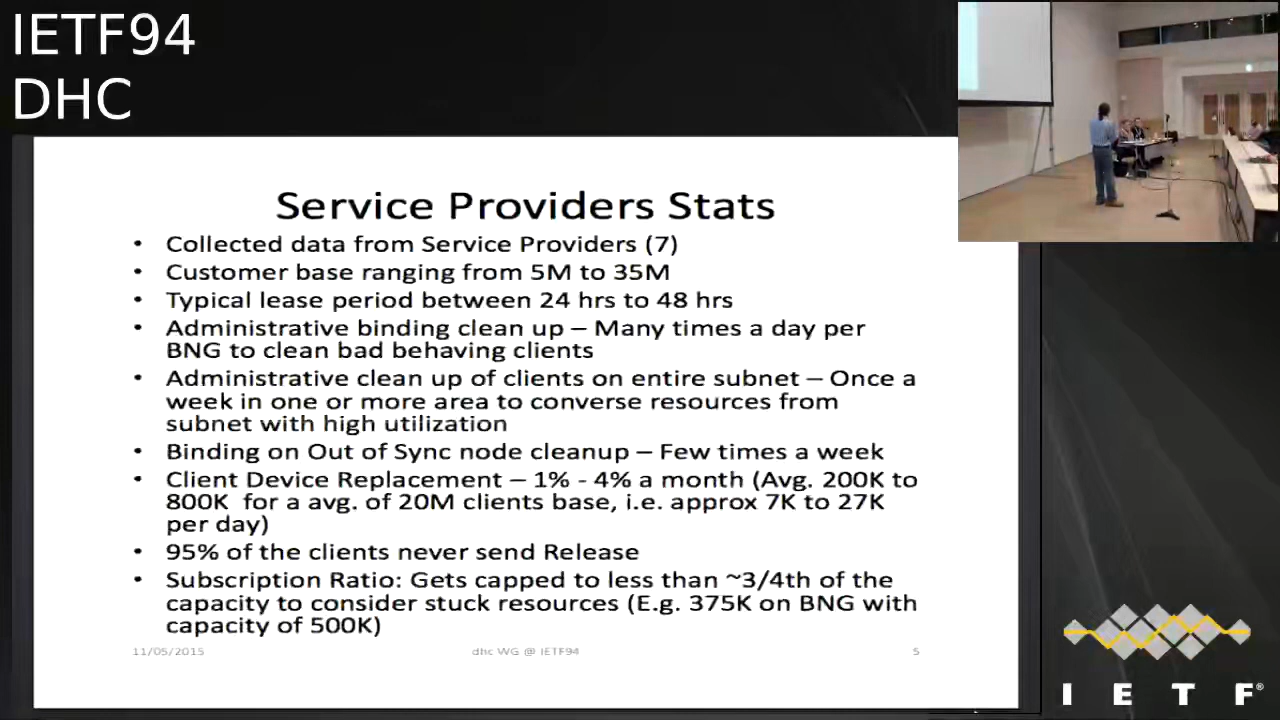 IETF94
DHC
Service Providers Stats
• Collected data from Service Providers (7)
• Customer base ranging from 5M to 35M
• Typical lease period between 24 hrs to 48 hrs
• Administrative binding clean up – Many times a day per
BNG to clean bad behaving clients
• Administrative clean up of clients on entire subnet – Once a
week in one or more area to converse resources from
subnet with high utilization
• Binding on Out of Sync node cleanup – Few times a week
• Client Device Replacement – 1% - 4% a month (Avg. 200K to
800K for a avg. of 20M clients base, i.e. approx 7K to 27K
per day)
• 95% of the clients never send Release
• Subscription Ratio: Gets capped to less than ~3/4th of the
capacity to consider stuck resources (E.g. 375K on BNG with
capacity of 500K)
11/05/2015 dhc WG @ IETF94 5
I E T F®